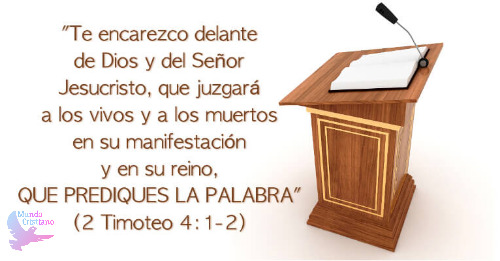 "Te encarezco delante
de Dios y del Señor
Jesucristo, que juzgará
a los vivos y a los muertos
en su manifestación
y en su reino,
QUE PREDIQUES LA PALABRA"
(2 Timoteo 4: 1-2)
Mundo
Cristiano